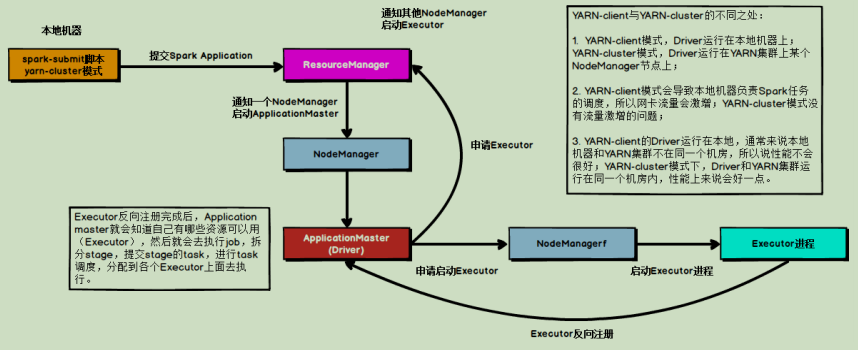 本地机器
spark-submit脚本
yarn-cluster模式
提交Spark Application
ResourceManager
通知其他NodeManager
启动Executor
通知一个NodeManager
启动ApplicationMaster
NodeManager
申请Executor
ApplicationMaster
(Driver)
申请启动Executor
NodeManagerf
启动Executor进程
Executor进程
Executor反向注册
Executor反向注册完成后，Application
master就会知道自己有哪些资源可以用
（Executor），然后就会去执行job，拆
分stage，提交stage的task，进行task
调度，分配到各个Executor上面去执
行。
YARN-client与YARN-cluster的不同之处：
1. YARN-client模式，Driver运行在本地机器上；
YARN-cluster模式，Driver运行在YARN集群上某个
NodeManager节点上；
2. YARN-client模式会导致本地机器负责Spark任务
的调度，所以网卡流量会激增；YARN-cluster模式没
有流量激增的问题；
3. YARN-client的Driver运行在本地，通常来说本地
机器和YARN集群不在同一个机房，所以说性能不会
很好；YARN-cluster模式下，Driver和YARN集群运
行在同一个机房内，性能上来说会好一点。